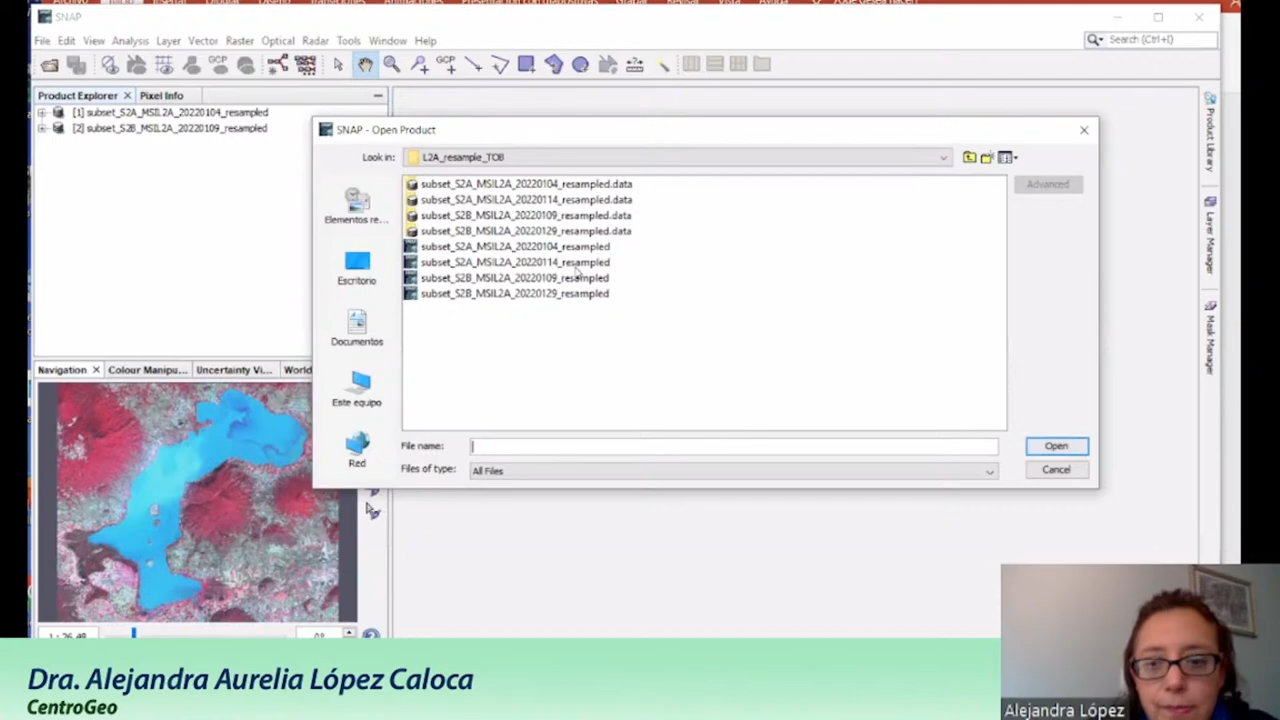 SNAP
File Edit View Analysis Layer Vector Raster Optical Radar Tools Window Help
Search (Ctrl+I)
GCP GCP
Product Explorer Pixel Info
[1] subset_S2A_MSIL2A_20220104_resampled
[2] subset_S2B_MSIL2A_20220109_resampled
SNAP - Open Product
Look in: L2A_resample_TOB
Advanced
subset_S2A_MSIL2A_20220104_resampled.data
subset_S2A_MSIL2A_20220114_resampled.data
subset_S2B_MSIL2A_20220109_resampled.data
subset_S2B_MSIL2A_20220129_resampled.data
subset_S2A_MSIL2A_20220104_resampled
subset_S2A_MSIL2A_20220114_resampled
subset_S2B_MSIL2A_20220109_resampled
subset_S2B_MSIL2A_20220129_resampled
Elementos re...
Escritorio
Documentos
Este equipo
Red
File name:
Open
Files of type: All Files
Cancel
Product Library
Layer Manager
Mask Manager
Navigation Colour Manipu... Uncertainty Vi... World
Dra. Alejandra Aurelia López Caloca
CentroGeo
Alejandra López